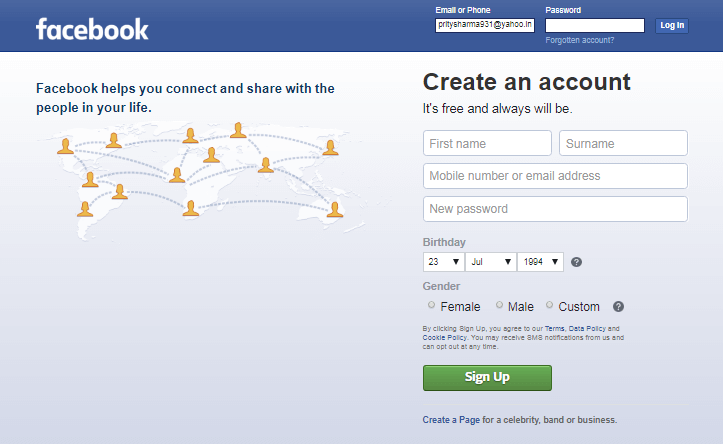 facebook
Email or Phone
Password
pritysharma931@yahoo.in
Log In
Forgotten account?
Facebook helps you connect and share with the
people in your life.
Create an account
It's free and always will be.
First name
Surname
Mobile number or email address
New password
Birthday
23 Jul 1994 ?
Gender
Female Male Custom ?
By clicking Sign Up, you agree to our Terms, Data Policy and
Cookie Policy. You may receive SMS notifications from us and
can opt out at any time.
Sign Up
Create a Page for a celebrity, band or business.